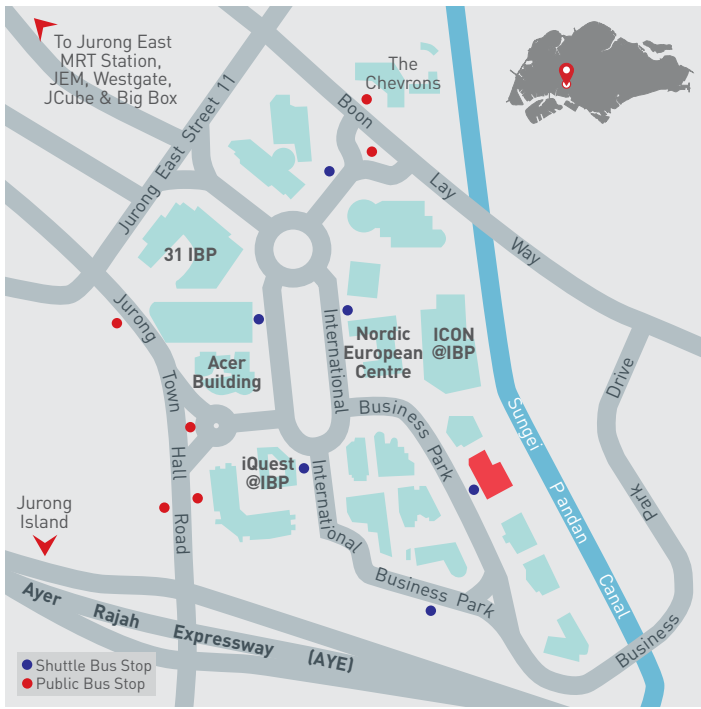 To Jurong East
MRT Station,
JEM, Westgate,
JCube & Big Box
The
Chevrons
Jurong East Street 11
Boon Lay Way
31 IBP
Jurong Town Hall Road
International
Nordic
European
Centre
ICON
@IBP
Acer
Building
Business Park
Drive
Sungei Pandan Canal
iQuest
@IBP
International
Park
Jurong
Island
Business Park
Business
Ayer Rajah Expressway (AYE)
Shuttle Bus Stop
Public Bus Stop